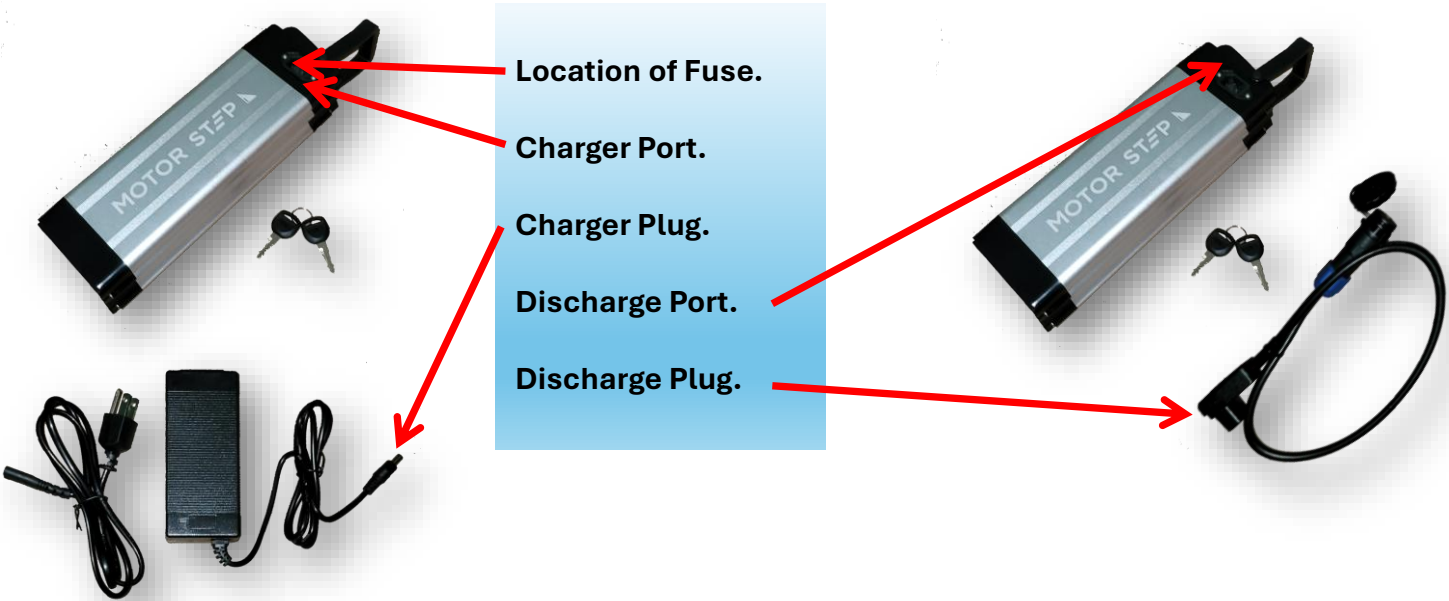 MOTOR STEP
Location of Fuse.
Charger Port.
Charger Plug.
Discharge Port.
Discharge Plug.
MOTOR STEP